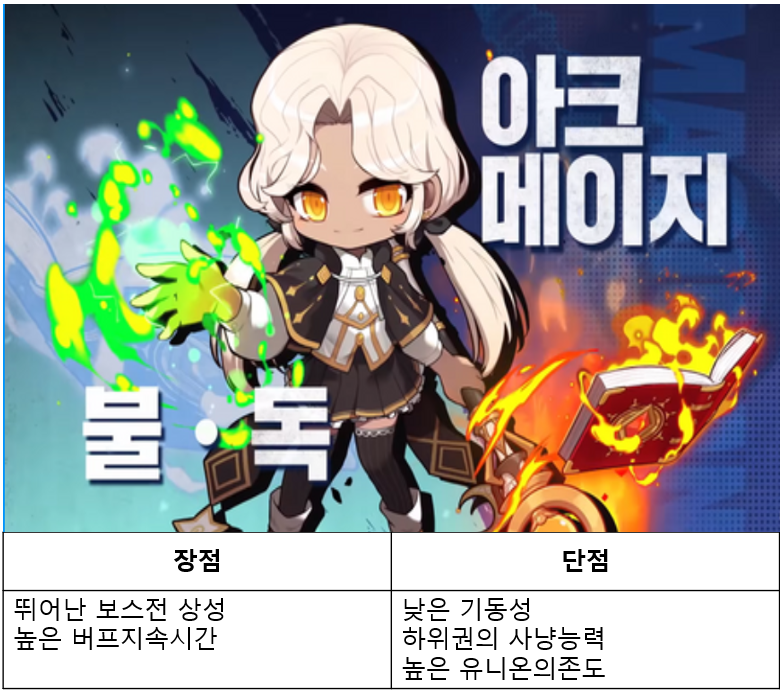 아크
메이지
불·독
장점
단점
뛰어난 보스전 상성
높은 버프지속시간
낮은 기동성
하위권의 사냥능력
높은 유니온의존도